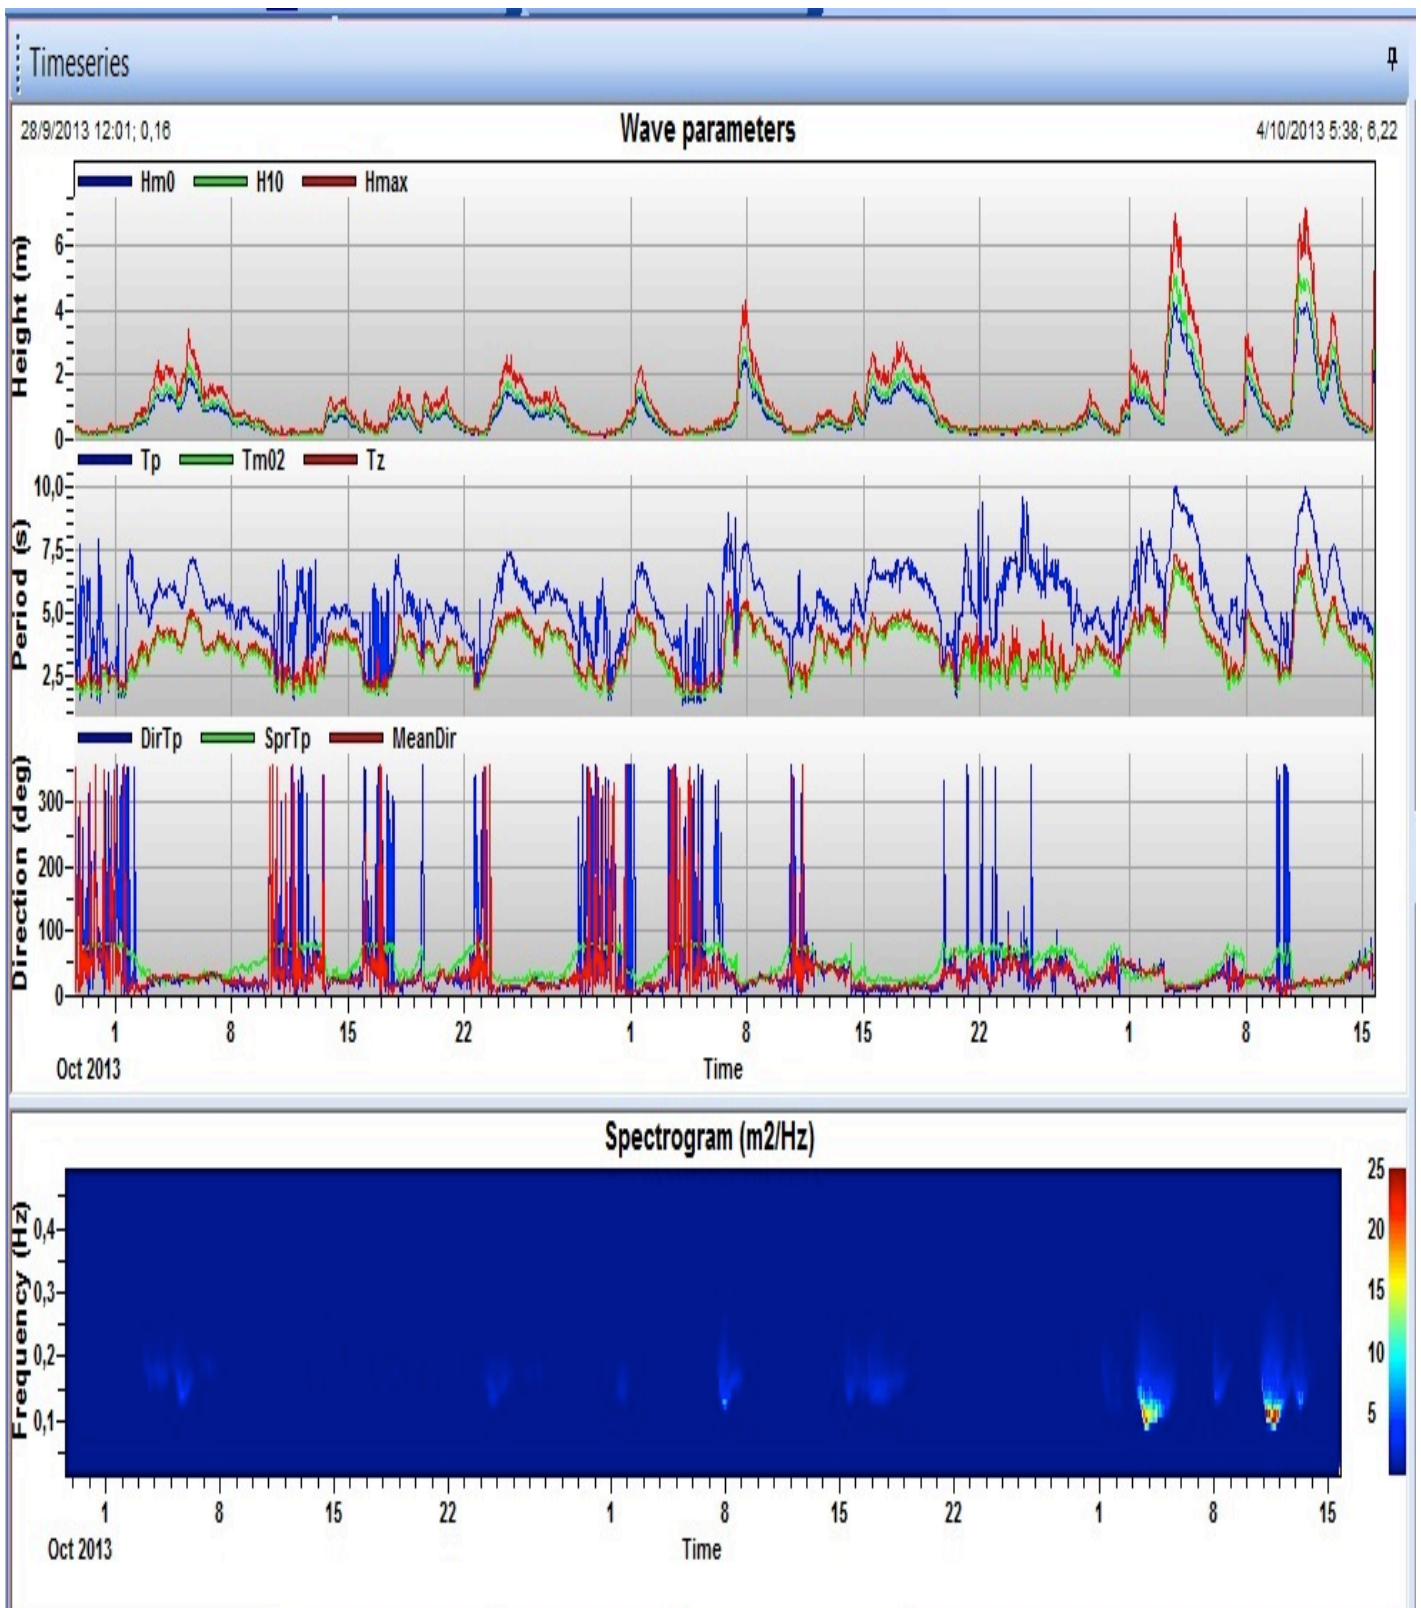 Timeseries
28/9/2013 12:01; 0,16 Wave parameters 4/10/2013 5:38; 6,22
Hm0 H10 Hmax
Height (m)
6
4
2
0
Tp Tm02 Tz
Period (s)
10,0
7,5
5,0
2,5
DirTp SprTp MeanDir
Direction (deg)
300
200
100
0
1 8 15 22 1 8 15 22 1 8 15
Oct 2013 Time
Spectrogram (m2/Hz)
Frequency (Hz)
0,4
0,3
0,2
0,1
25
20
15
10
5
1 8 15 22 1 8 15 22 1 8 15
Oct 2013 Time